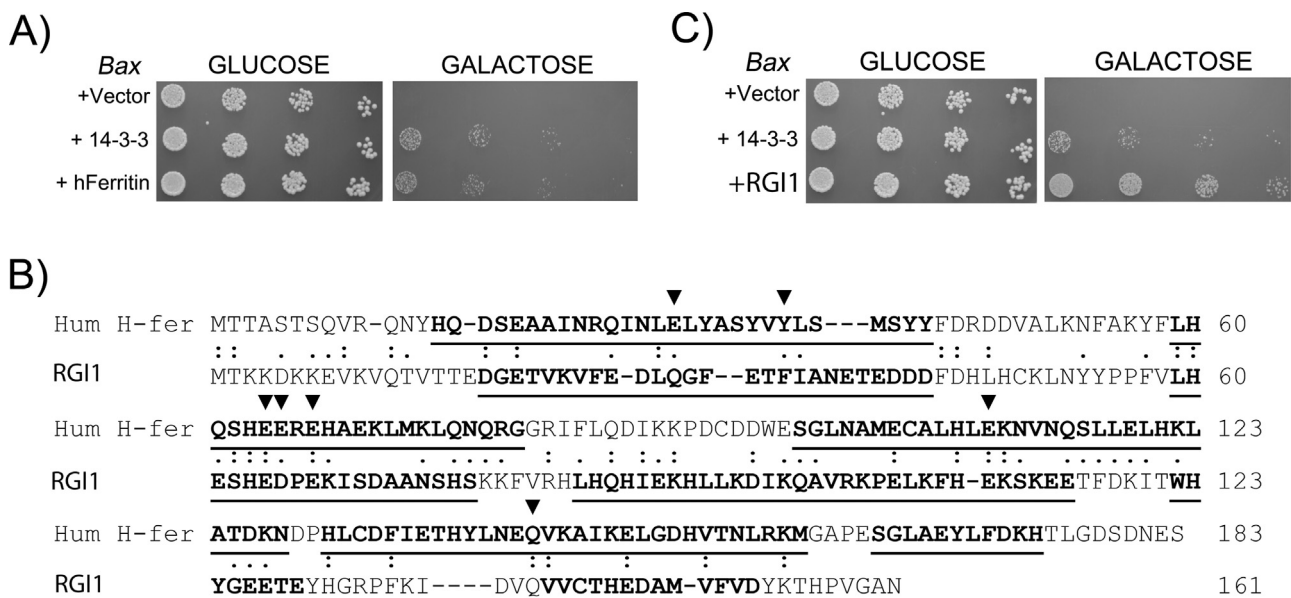 A)
Bax GLUCOSE GALACTOSE
+Vector
+ 14-3-3
+ hFerritin
C)
Bax GLUCOSE GALACTOSE
+Vector
+ 14-3-3
+RGI1
B)
Hum H-fer MTTASTSQVR-QNYHQ-DSEAAINRQINLELYASYVYLS---MSYYFDRDDVALKNFAKYFLH 60
RGI1 MTKKDKKEVKVQTVTTEDGETVKVFE-DLQGF--ETFIANETEDDDFDHLHCKLNYYPPFVLH 60
Hum H-fer QSHEEREHAEKLMKLQNQRGGRIFLQDIKKPDCDDWESGLNAMECALHLEKNVNQSLLELHKL 123
RGI1 ESHEDPEKISDAANSHSKKFVRHLHQHIEKHLLKDIKQAVRKPELKFH-EKSKEETFDKITWH 123
Hum H-fer ATDKNDPHLCDFIETHYLNEQVKAIKELGDHVTNLRKMGAPESGLAEYLFDKHTLGDSDNES 183
RGI1 YGEETEYHGRPFKI----DVQVVCTHEDAM-VFVDYKTHPVGAN 161